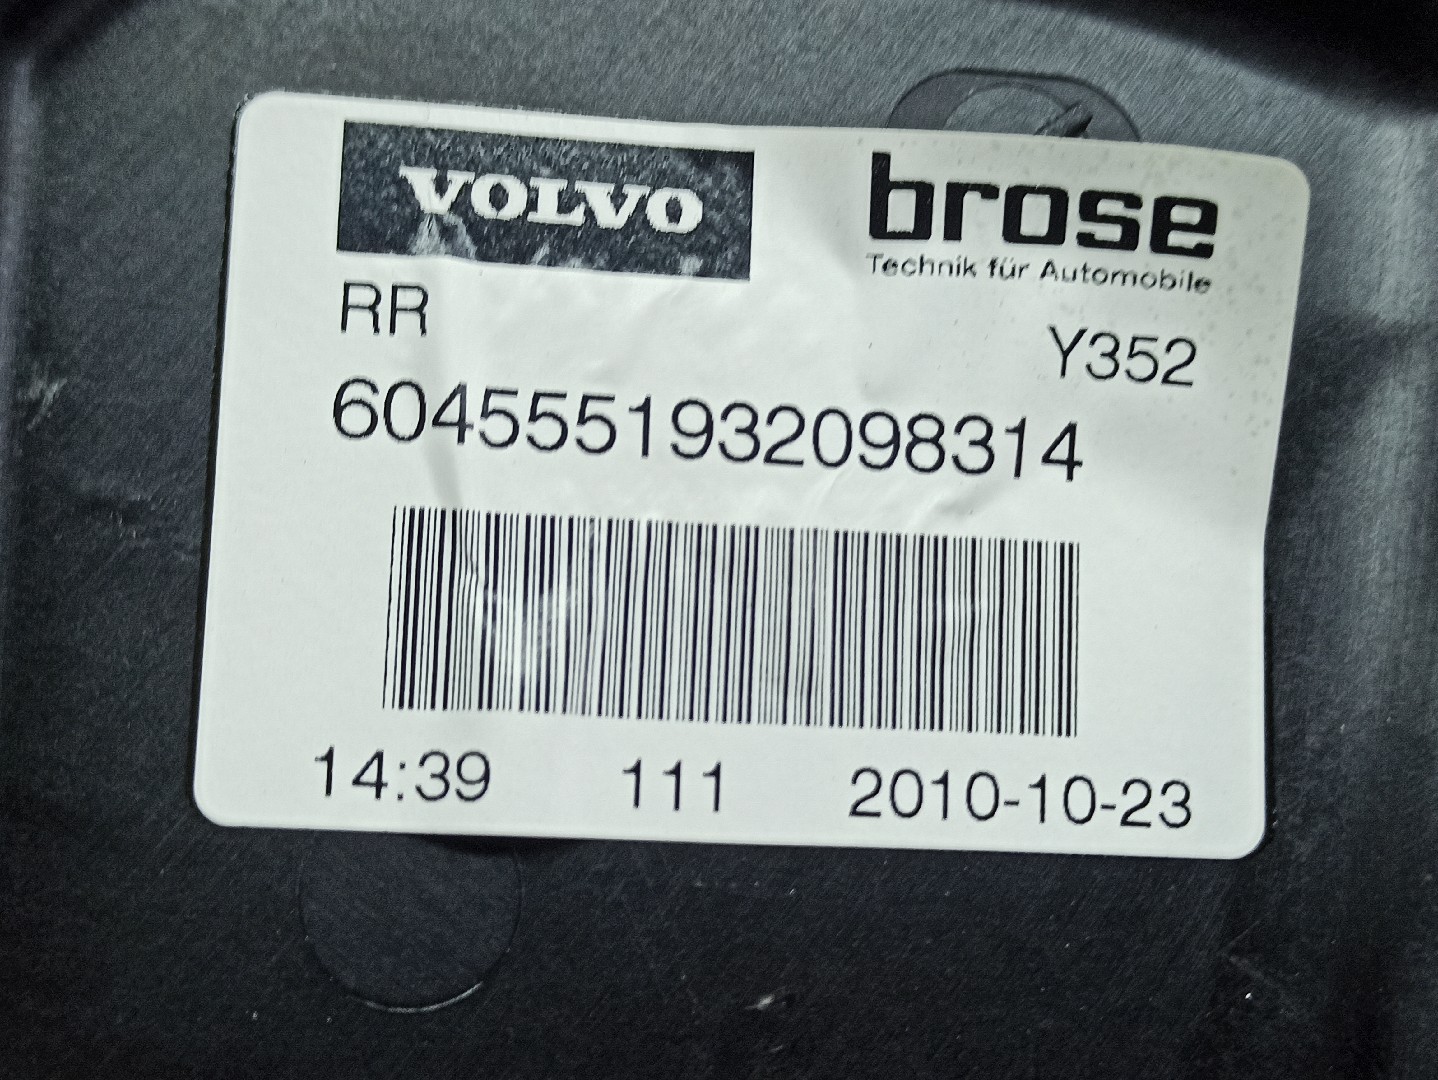 VOLVO
brose
Technik für Automobile
RR
Y352
6045551932098314
14:39 111 2010-10-23